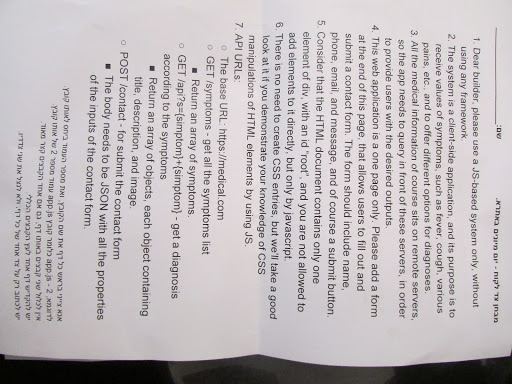 מבחן צד לקוח - יום מיונים באתרא. שם:
1. Dear builder, please use a JS-based system only, without
using any framework.
2. The system is a client-side application, and its purpose is to
receive values of symptoms, such as fever, cough, various
pains, etc., and to offer different options for diagnoses.
3. All the medical information of course sits on remote servers,
so the app needs to query in front of these servers, in order
to provide users with the desired outputs.
4. This web application is a one page only. Please add a form
at the end of this page, that allows users to fill out and
submit a contact form. The form should include name,
phone, email, and message, and of course a submit button.
5. Consider that the HTML document contains only one
element of div, with an id "root", and you are not allowed to
add elements to it directly, but only by javascript.
6. There is no need to create CSS entries, but we'll take a good
look at it if you demonstrate your knowledge of CSS
manipulations of HTML elements by using JS.
7. API URLs:
○ The base URL: https://medical.com
○ GET /symptoms - get all the symptoms list
■ Return an array of symptoms.
○ GET /api?s={simptom}+{simptom} - get a diagnosis
according to the symptoms
■ Return an array of objects, each object containing
title, description, and image.
○ POST /contact - for submit the contact form
■ The body needs to be JSON with all the properties
of the inputs of the contact form.
אנא צייני בראש כל דף את שם הקובץ, ואת מספר העמוד ביחס לאותו קובץ.
לדוגמא, app.js - 2 כלומר קובץ app.js עמוד מספר 2 של אותו קובץ.
אין לכלול שני קבצים באותו דף, גם אם אחד הקבצים קצר מאוד.
יש להקדיש דף אחד לעץ הקבצים הכללי.
יש לכתוב רק על צד אחד של כל דף, ולא לנצל את שני צדדיו.